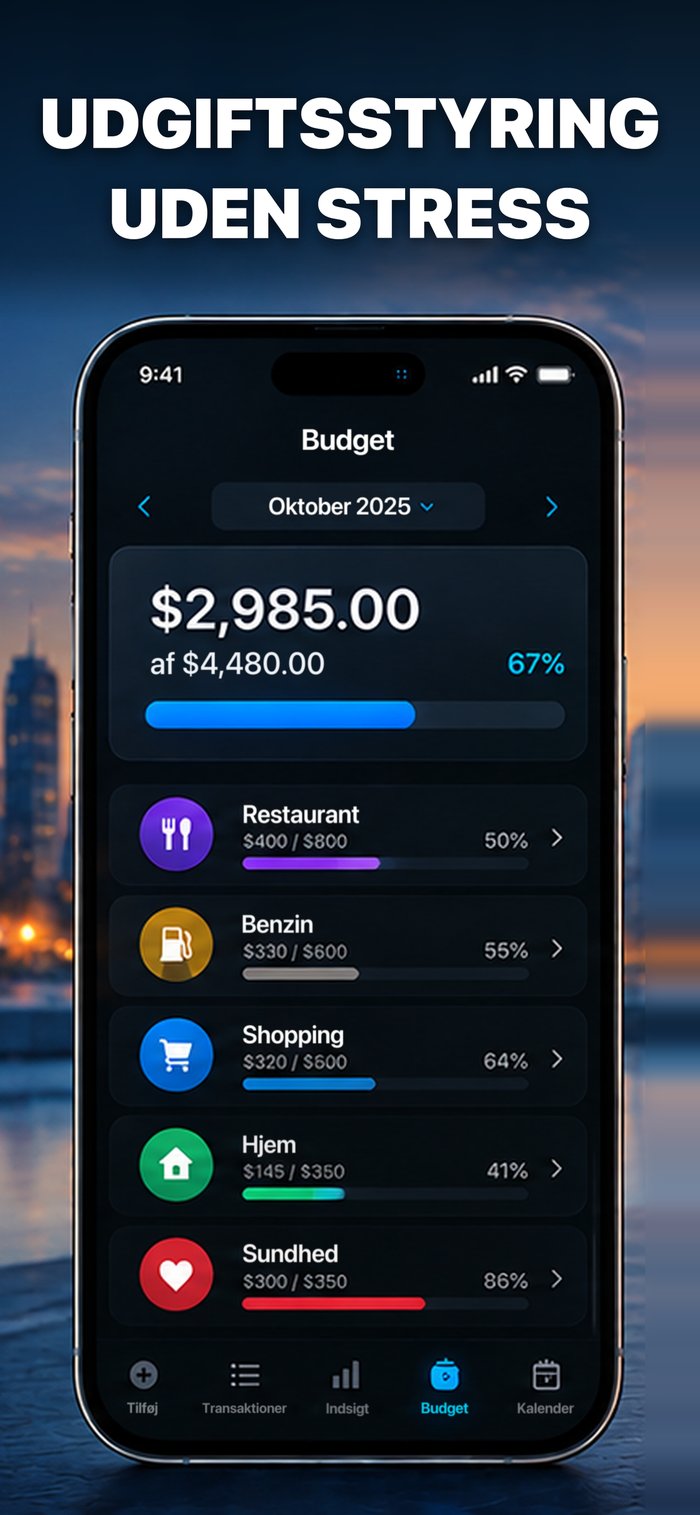 UDGIFTSSTYRING
UDEN STRESS
9:41
Budget
Oktober 2025
$2,985.00
af $4,480.00
67%
Restaurant
$400 / $800
50%
Benzin
$330 / $600
55%
Shopping
$320 / $600
64%
Hjem
$145 / $350
41%
Sundhed
$300 / $350
86%
Tilføj
Transaktioner
Indsigt
Budget
Kalender